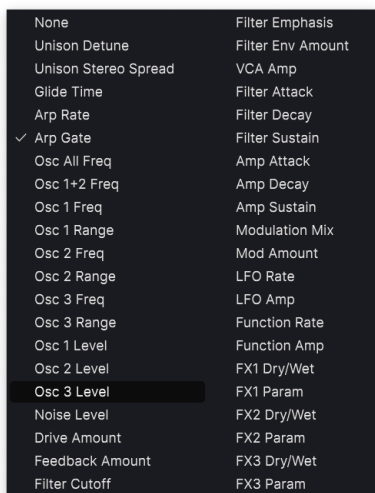 None
Unison Detune
Unison Stereo Spread
Glide Time
Arp Rate
✓ Arp Gate
Osc All Freq
Osc 1+2 Freq
Osc 1 Freq
Osc 1 Range
Osc 2 Freq
Osc 2 Range
Osc 3 Freq
Osc 3 Range
Osc 1 Level
Osc 2 Level
Osc 3 Level
Noise Level
Drive Amount
Feedback Amount
Filter Cutoff
Filter Emphasis
Filter Env Amount
VCA Amp
Filter Attack
Filter Decay
Filter Sustain
Amp Attack
Amp Decay
Amp Sustain
Modulation Mix
Mod Amount
LFO Rate
LFO Amp
Function Rate
Function Amp
FX1 Dry/Wet
FX1 Param
FX2 Dry/Wet
FX2 Param
FX3 Dry/Wet
FX3 Param